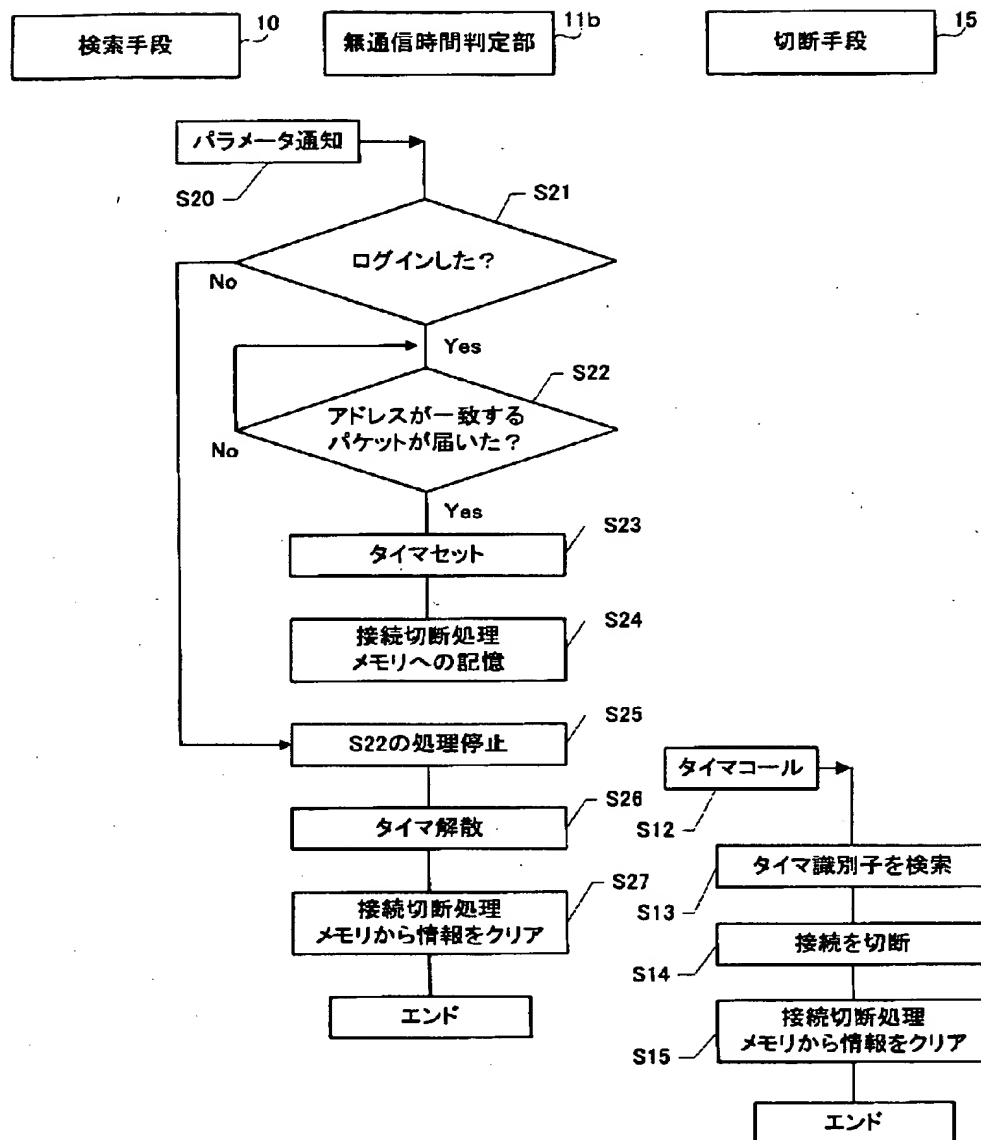 検索手段
10
無通信時間判定部
11b
切断手段
15
パラメータ通知
S20
S21
ログインした？
No
Yes
S22
アドレスが一致する
パケットが届いた？
No
Yes
S23
タイマセット
S24
接続切断処理
メモリへの記憶
S25
S22の処理停止
S26
タイマ解散
S27
接続切断処理
メモリから情報をクリア
エンド
タイマコール
S12
タイマ識別子を検索
S13
接続を切断
S14
接続切断処理
メモリから情報をクリア
S15
エンド